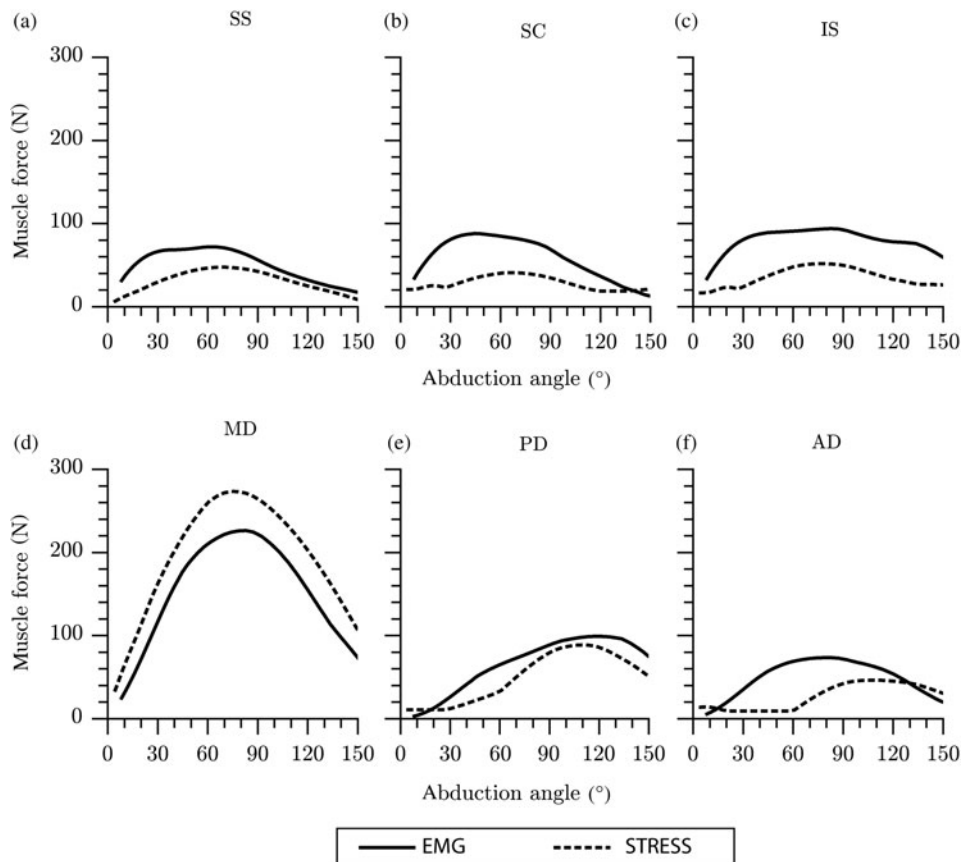 (a) SS (b) SC (c) IS
300
200
100
0
Muscle force (N)
0 30 60 90 120 150 0 30 60 90 120 150 0 30 60 90 120 150
Abduction angle (°)
(d) MD (e) PD (f) AD
300
200
100
0
Muscle force (N)
0 30 60 90 120 150 0 30 60 90 120 150 0 30 60 90 120 150
Abduction angle (°)
EMG STRESS